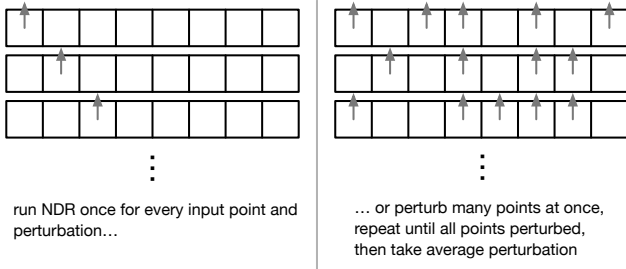 run NDR once for every input point and
perturbation…
… or perturb many points at once,
repeat until all points perturbed,
then take average perturbation